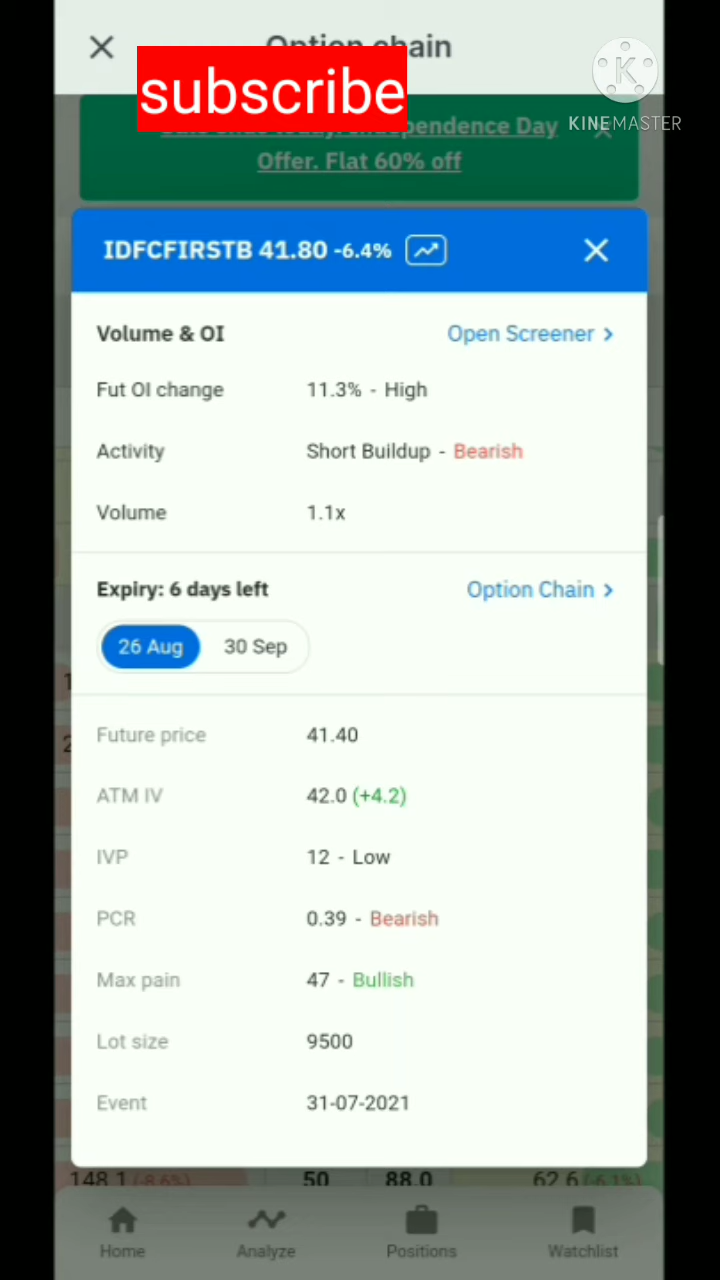 Option chain
subscribe
KINEMASTER
Independence Day
Offer. Flat 60% off
IDFCFIRSTB 41.80 -6.4%
Volume & OI Open Screener >
Fut OI change 11.3% - High
Activity Short Buildup - Bearish
Volume 1.1x
Expiry: 6 days left Option Chain >
26 Aug 30 Sep
Future price 41.40
ATM IV 42.0 (+4.2)
IVP 12 - Low
PCR 0.39 - Bearish
Max pain 47 - Bullish
Lot size 9500
Event 31-07-2021
148.1 (-8.6%) 50 88.0 62.6 (-6.1%)
Home Analyze Positions Watchlist